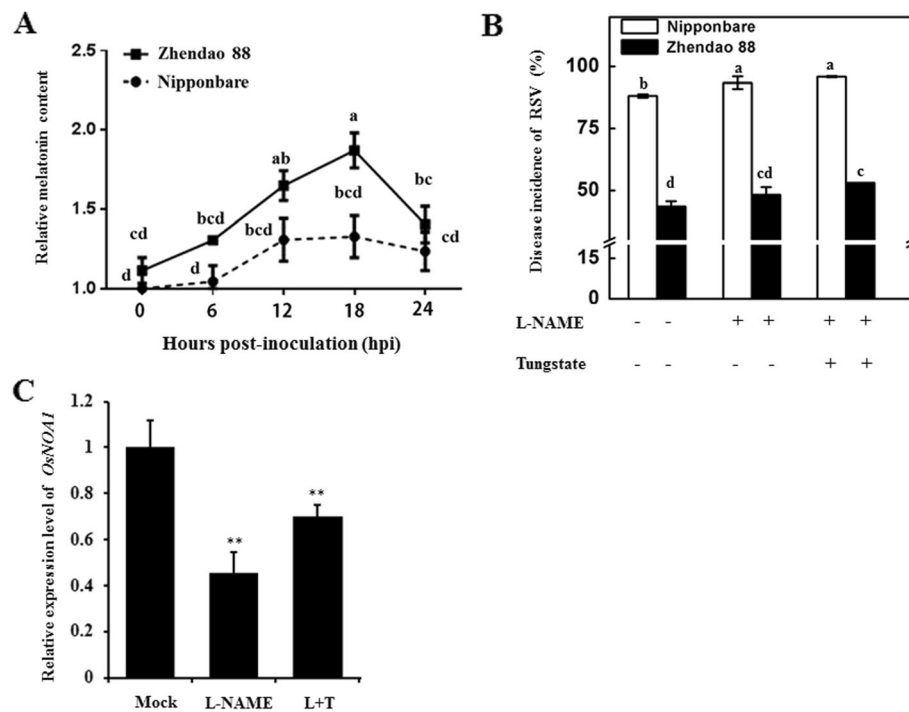 A
Zhendao 88
Nipponbare
Relative melatonin content
2.5
2.0
1.5
1.0
cd
bcd
ab
a
bc
d
d
bcd
bcd
cd
0 6 12 18 24
Hours post-inoculation (hpi)
B
Nipponbare
Zhendao 88
Disease incidence of RSV (%)
100
75
50
15
0
b
d
a
cd
a
c
L-NAME - - + + + +
Tungstate - - - - + +
C
Relative expression level of OsNOA1
1.2
1
0.8
0.6
0.4
0.2
0
**
**
Mock L-NAME L+T